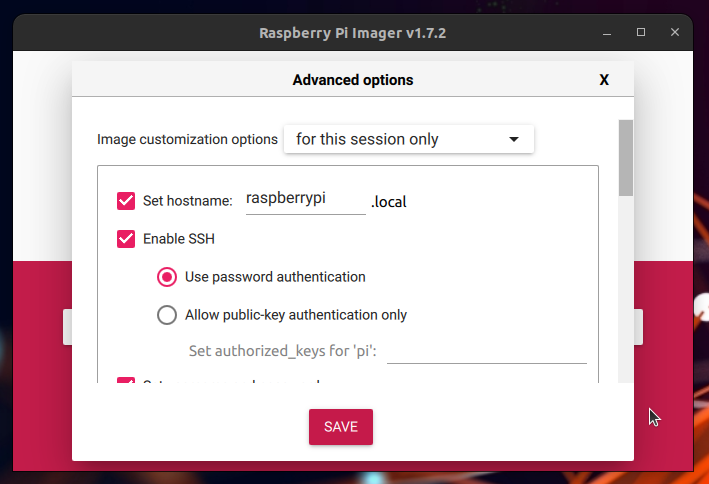 Raspberry Pi Imager v1.7.2
Advanced options X
Image customization options for this session only
Set hostname: raspberrypi .local
Enable SSH
Use password authentication
Allow public-key authentication only
Set authorized_keys for 'pi':
SAVE